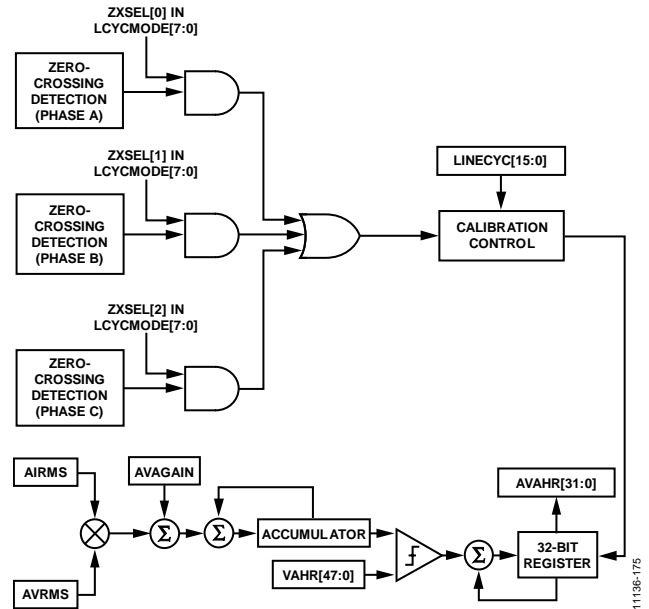 ZXSEL[0] IN
LCYCMODE[7:0]
ZERO-
CROSSING
DETECTION
(PHASE A)
ZXSEL[1] IN
LCYCMODE[7:0]
ZERO-
CROSSING
DETECTION
(PHASE B)
LINECYC[15:0]
CALIBRATION
CONTROL
ZXSEL[2] IN
LCYCMODE[7:0]
ZERO-
CROSSING
DETECTION
(PHASE C)
AIRMS
AVAGAIN
AVAHR[31:0]
Σ
Σ
ACCUMULATOR
Σ
32-BIT
REGISTER
AVRMS
VAHR[47:0]
11136-175